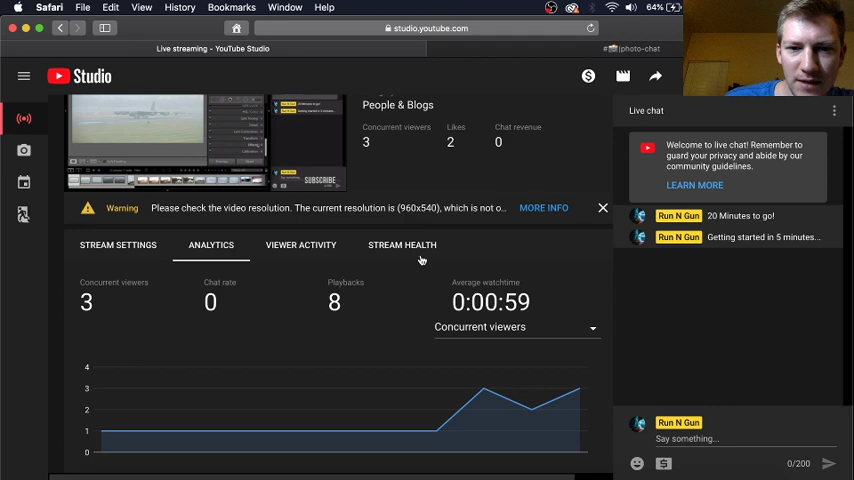 Safari File Edit View History Bookmarks Window Help 64%
studio.youtube.com
Live streaming - YouTube Studio
#📸|photo-chat
Studio
People & Blogs
Concurrent viewers Likes Chat revenue
3 2 0
SUBSCRIBE
Warning Please check the video resolution. The current resolution is (960x540), which is not o... MORE INFO
STREAM SETTINGS ANALYTICS VIEWER ACTIVITY STREAM HEALTH
Concurrent viewers Chat rate Playbacks Average watchtime
3 0 8 0:00:59
Concurrent viewers
4
3
2
1
0
Live chat
Welcome to live chat! Remember to
guard your privacy and abide by our
community guidelines.
LEARN MORE
Run N Gun 20 Minutes to go!
Run N Gun Getting started in 5 minutes...
Run N Gun
Say something...
0/200